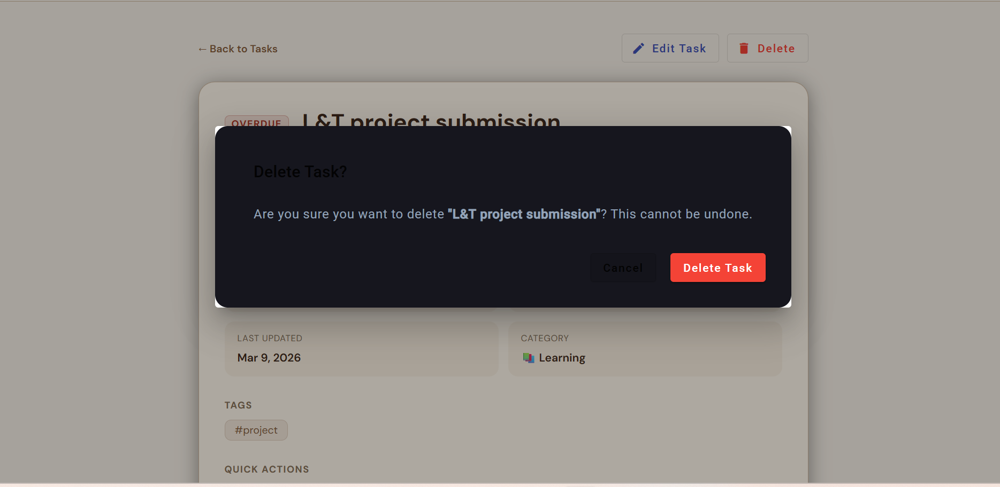 ← Back to Tasks
Edit Task
Delete
OVERDUE
L&T project submission
Delete Task?
Are you sure you want to delete "L&T project submission"? This cannot be undone.
Cancel
Delete Task
LAST UPDATED
Mar 9, 2026
CATEGORY
Learning
TAGS
#project
QUICK ACTIONS